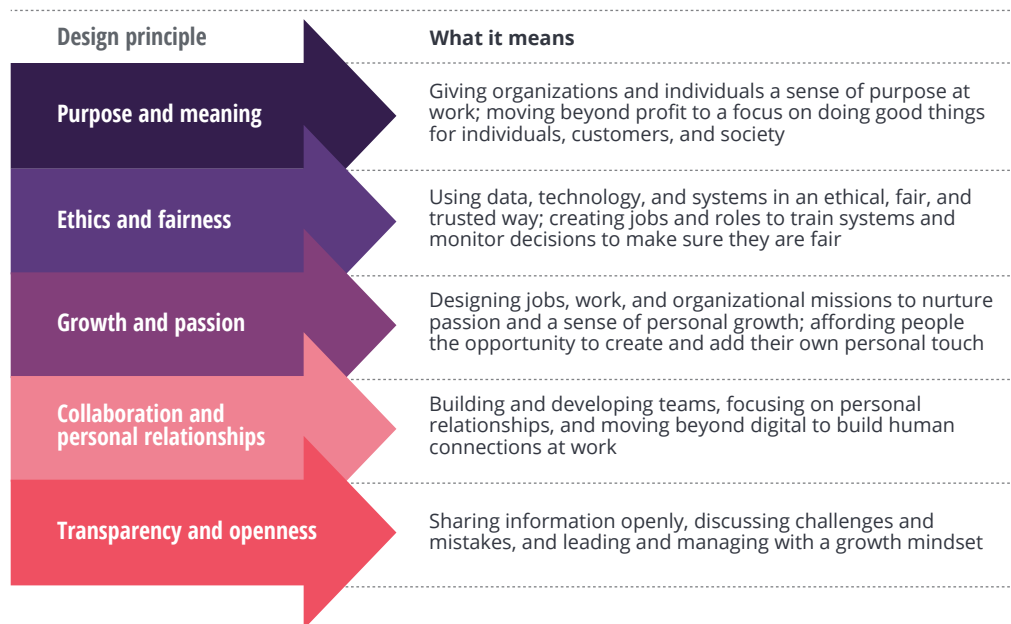 Design principle
What it means
Purpose and meaning
Giving organizations and individuals a sense of purpose at
work; moving beyond profit to a focus on doing good things
for individuals, customers, and society
Ethics and fairness
Using data, technology, and systems in an ethical, fair, and
trusted way; creating jobs and roles to train systems and
monitor decisions to make sure they are fair
Growth and passion
Designing jobs, work, and organizational missions to nurture
passion and a sense of personal growth; affording people
the opportunity to create and add their own personal touch
Collaboration and
personal relationships
Building and developing teams, focusing on personal
relationships, and moving beyond digital to build human
connections at work
Transparency and openness
Sharing information openly, discussing challenges and
mistakes, and leading and managing with a growth mindset